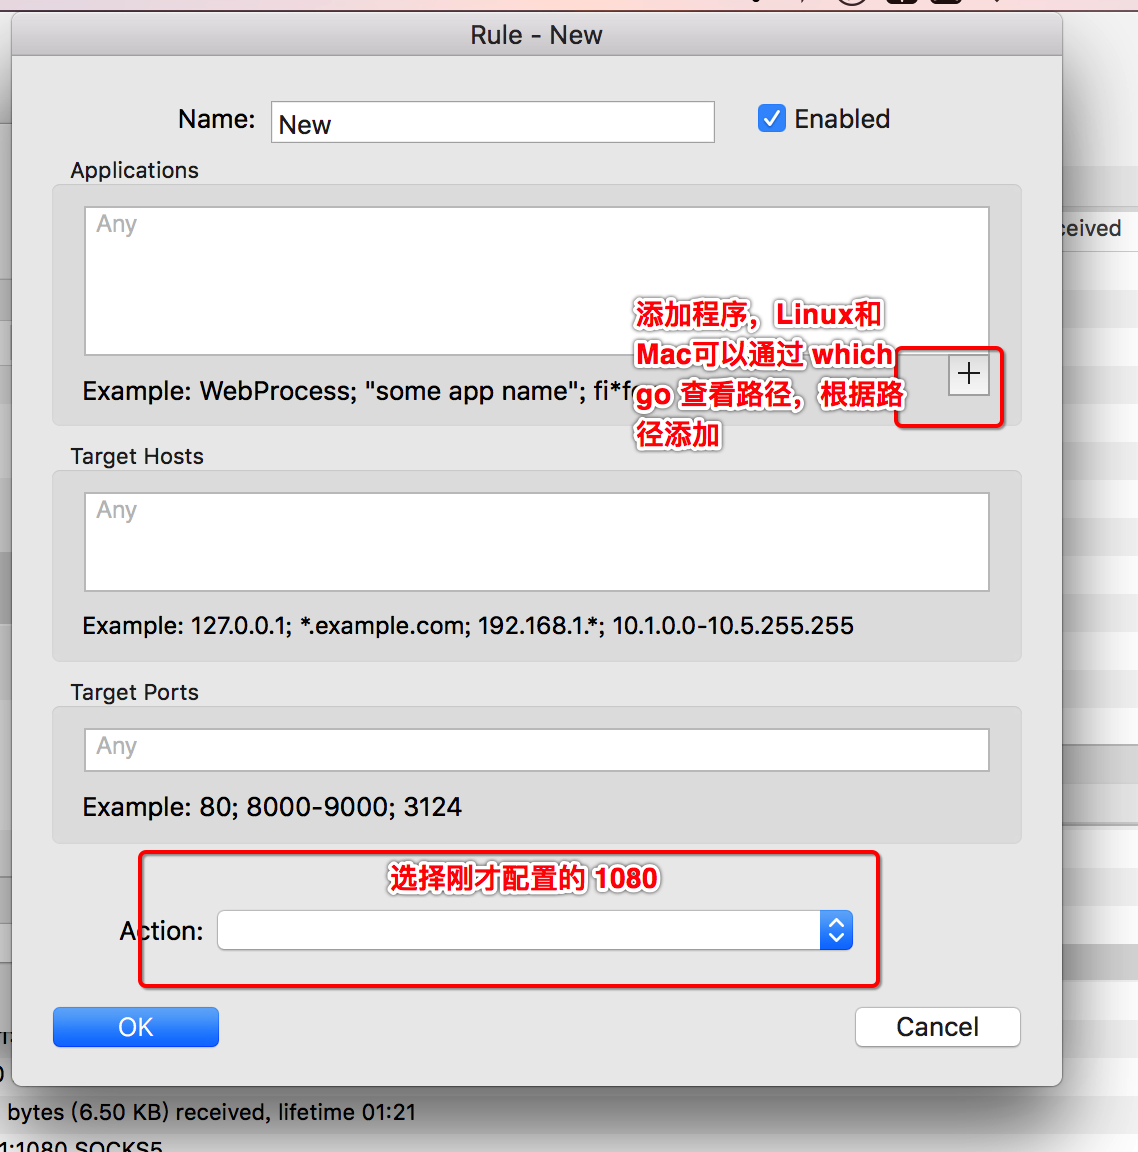 Rule - New
Name:
New
Enabled
Applications
Any
ceived
添加程序，Linux和
Mac可以通过 which
go 查看路径，根据路
径添加
Example: WebProcess; "some app name"; fi*f
+
Target Hosts
Any
Example: 127.0.0.1; *.example.com; 192.168.1.*; 10.1.0.0-10.5.255.255
Target Ports
Any
Example: 80; 8000-9000; 3124
选择刚才配置的 1080
Action:
OK
Cancel
bytes (6.50 KB) received, lifetime 01:21
1:1080 SOCKS5